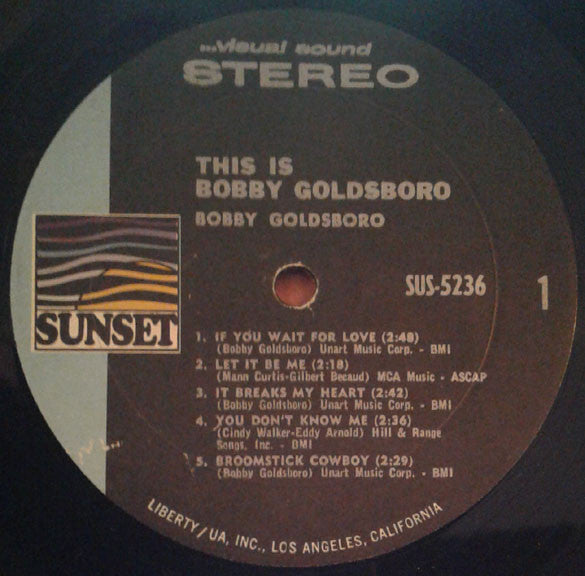 ...visual sound
STEREO
THIS IS
BOBBY GOLDSBORO
BOBBY GOLDSBORO
SUNSET
SUS-5236
1
1. IF YOU WAIT FOR LOVE (2:48)
(Bobby Goldsboro) Unart Music Corp. - BMI
2. LET IT BE ME (2:18)
(Mann Curtis-Gilbert Becaud) MCA Music - ASCAP
3. IT BREAKS MY HEART (2:42)
(Bobby Goldsboro) Unart Music Corp. - BMI
4. YOU DON'T KNOW ME (2:36)
(Cindy Walker-Eddy Arnold) Hill & Range
Songs, Inc. - BMI
5. BROOMSTICK COWBOY (2:29)
(Bobby Goldsboro) Unart Music Corp. - BMI
LIBERTY/UA, INC., LOS ANGELES, CALIFORNIA